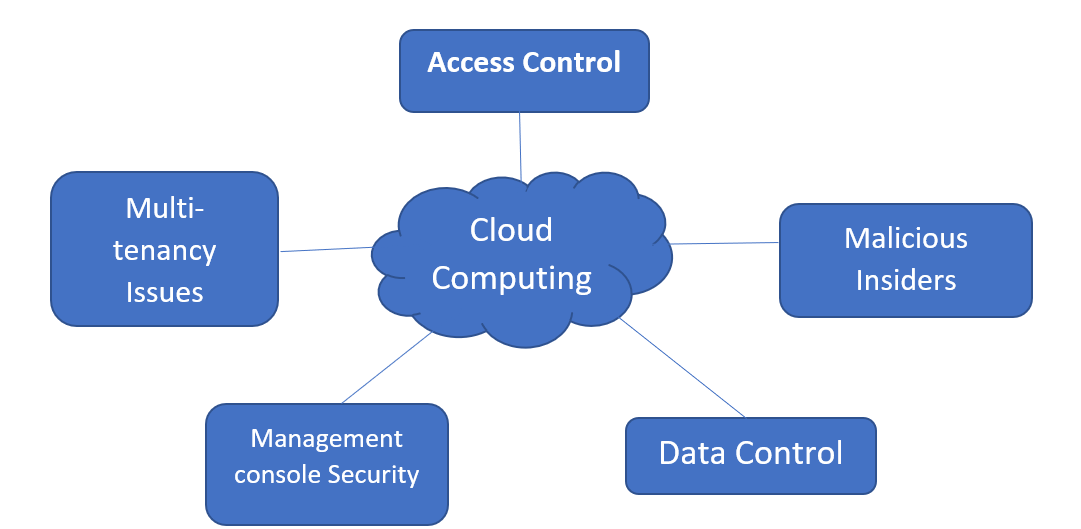 Access Control
Multi-
tenancy
Issues
Cloud
Computing
Malicious
Insiders
Management
console Security
Data Control